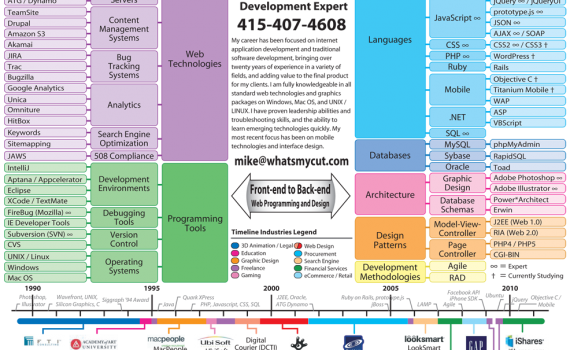 ATG / Dynamo
TeamSite
Drupal
Amazon S3
Akamai
JIRA
Trac
Bugzilla
Google Analytics
Unica
Omniture
HitBox
Keywords
Sitemapping
JAWS
IntelliJ
Aptana / Appcelerator
Eclipse
XCode / TextMate
FireBug (Mozilla) ∞
IE Developer Tools
Subversion (SVN) ∞
CVS
UNIX / Linux
Windows
Mac OS
Servers
Content
Management
Systems
Bug
Tracking
Systems
Analytics
Search Engine
Optimization
508 Compliance
Development
Environments
Debugging
Tools
Version
Control
Operating
Systems
Web
Technologies
Programming
Tools
Development Expert
415-407-4608
My career has been focused on internet
application development and traditional
software development, bringing over
twenty years of experience in a variety of
fields, and adding value to the final product
for my clients. I am fully knowledgeable in all
standard web technologies and graphics
packages on Windows, Mac OS, and UNIX /
LINUX. I have proven leadership abilities and
troubleshooting skills, and the ability to
learn emerging technologies quickly. My
most recent focus has been on mobile
technologies and interface design.
mike@whatsmycut.com
Front-end to Back-end
Web Programming and Design
Timeline Industries Legend
3D Animation / Legal
Education
Graphic Design
Freelance
Gaming
Web Design
Procurement
Search Engine
Financial Services
eCommerce / Retail
Languages
Databases
Architecture
Design
Patterns
Development
Methodologies
JavaScript ∞
CSS ∞
PHP ∞
Ruby
Mobile
.NET
SQL ∞
MySQL
Sybase
Oracle
Graphic
Design
Database
Schemas
Model-View-
Controller
Page
Controller
Agile
RAD
jQuery ∞ / jQueryUI
prototype.js ∞
JSON ∞
AJAX ∞ / SOAP
CSS2 ∞ / CSS3 †
WordPress †
Rails
Objective C †
Titanium Mobile †
WAP
ASP
VBScript
phpMyAdmin
RapidSQL
Toad
Adobe Photoshop ∞
Adobe Illustrator ∞
Power*Architect
Erwin
J2EE (Web 1.0)
RIA (Web 2.0)
PHP4 / PHP5
CGI-BIN
∞ = Expert
† = Currently Studying
1990
1995
2000
2005
2010
Photoshop,
Illustrator
Wavefront, UNIX,
Silicon Graphics, C
Siggraph '94 Award
Java
Quark XPress
PHP, Javascript, CSS, SQL
J2EE, Oracle,
ATG Dynamo
Ruby on Rails, prototype.js
JBoss
LAMP
Facebook API
iPhone SDK
Ubuntu
jQuery
Objective C /
Mobile
FTI
ACADEMY of ART
UNIVERSITY
macpeople
MacPeople
Ubi Soft
Digital
Courier (DCTI)
GAP
looksmart
LookSmart
iShares